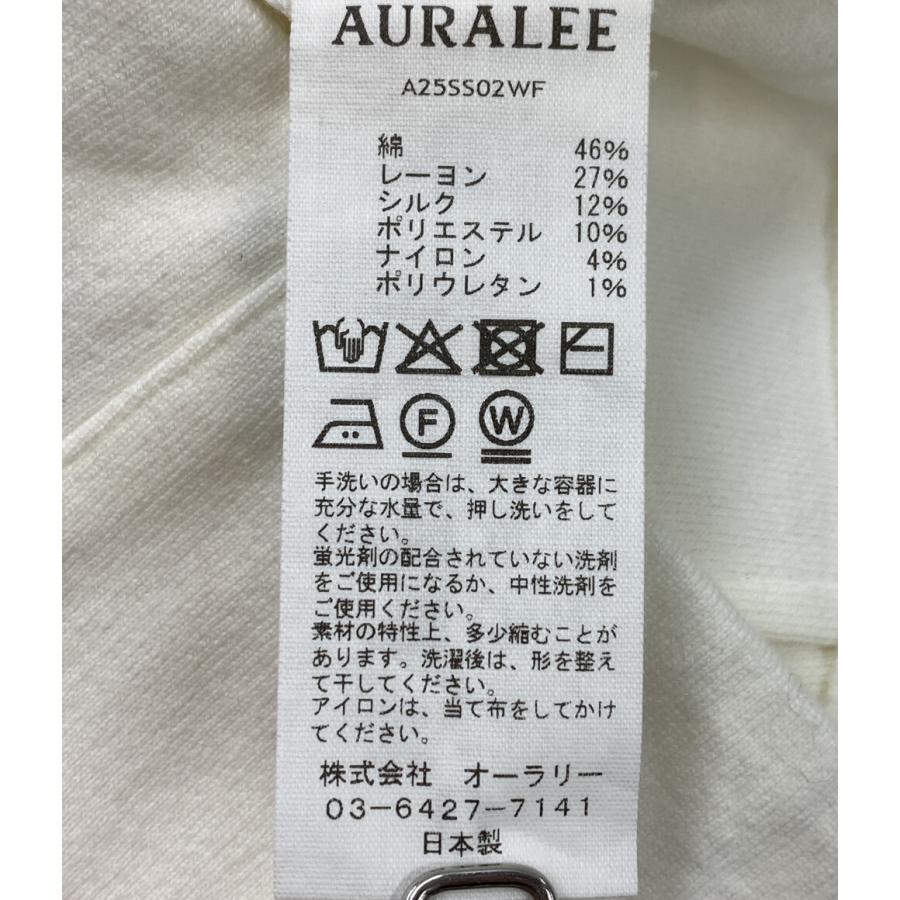 AURALEE
A25SS02WF
綿 46%
レーヨン 27%
シルク 12%
ポリエステル 10%
ナイロン 4%
ポリウレタン 1%
F W
手洗いの場合は、大きな容器に
充分な水量で、押し洗いをして
ください。
蛍光剤の配合されていない洗剤
をご使用になるか、中性洗剤を
ご使用ください。
素材の特性上、多少縮むことが
あります。洗濯後は、形を整え
て干してください。
アイロンは、当て布をしてかけ
てください。
株式会社 オーラリー
03-6427-7141
日本製